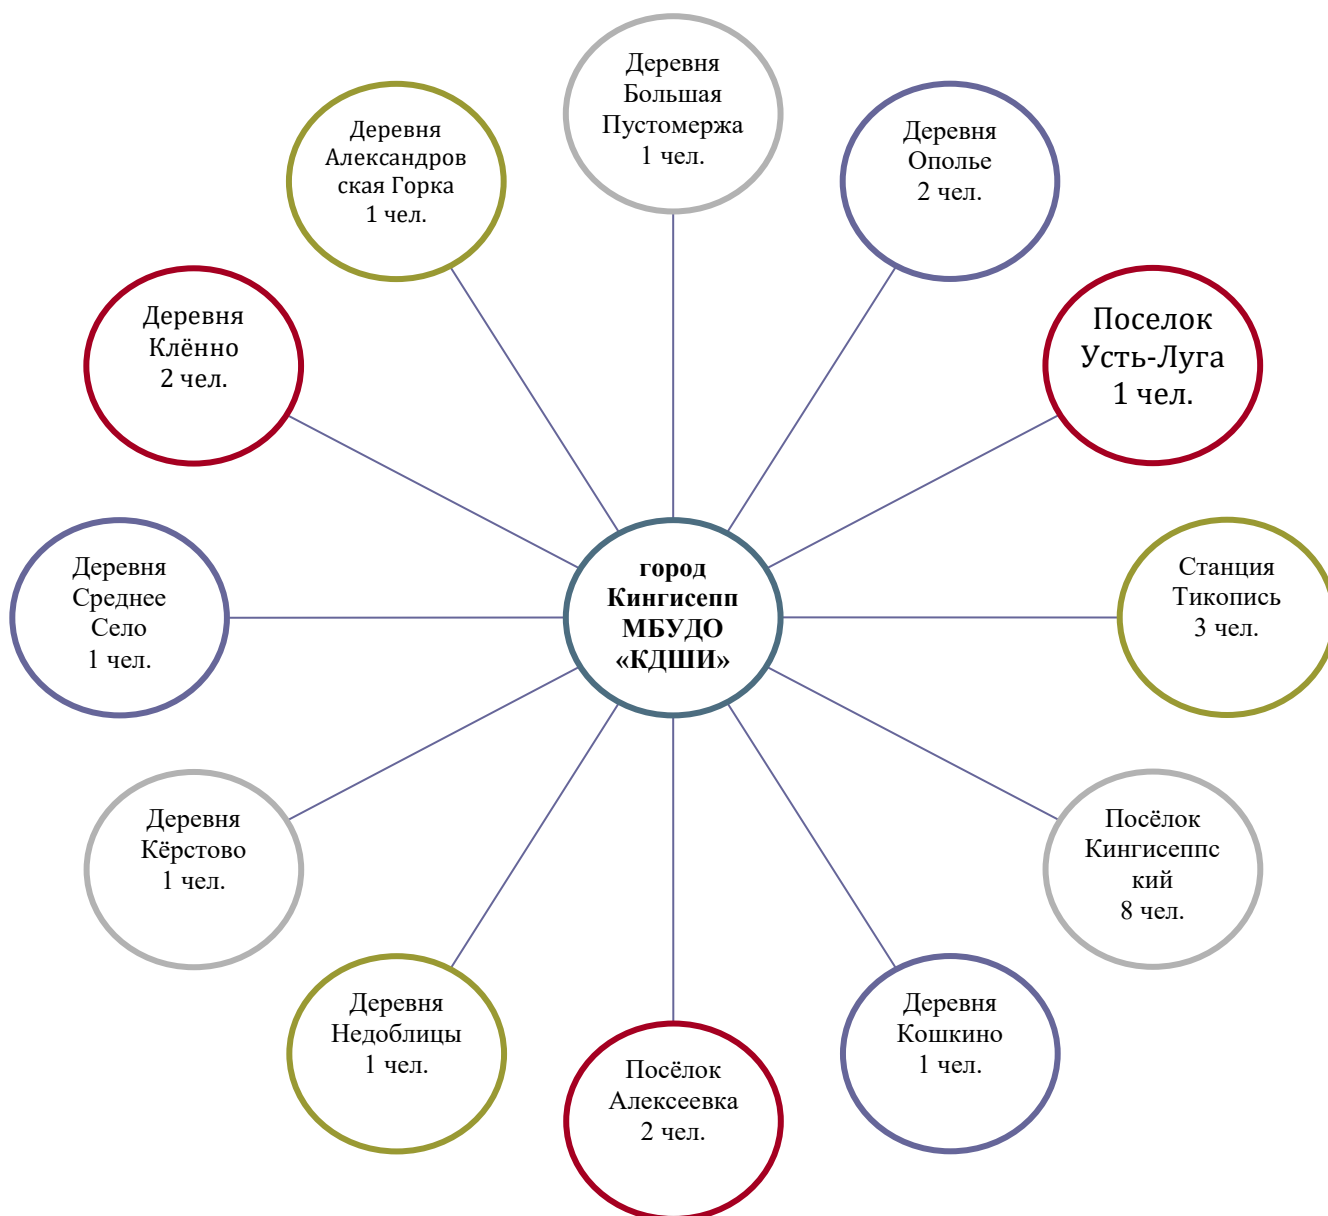 Деревня
Большая
Пустомержа
1 чел.
Деревня
Ополье
2 чел.
Поселок
Усть-Луга
1 чел.
Станция
Тикопись
3 чел.
Посёлок
Кингисеппс
кий
8 чел.
Деревня
Кошкино
1 чел.
Посёлок
Алексеевка
2 чел.
Деревня
Недоблицы
1 чел.
Деревня
Кёрстово
1 чел.
Деревня
Среднее
Село
1 чел.
Деревня
Клённо
2 чел.
Деревня
Александров
ская Горка
1 чел.
город
Кингисепп
МБУДО
«КДШИ»